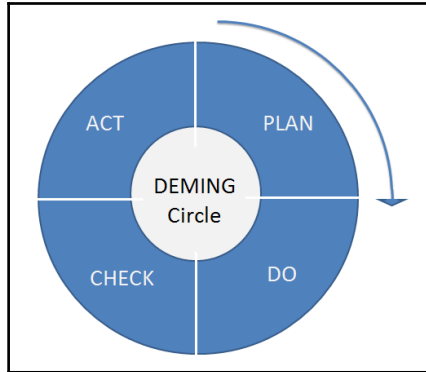 ACT
PLAN
DEMING
Circle
CHECK
DO